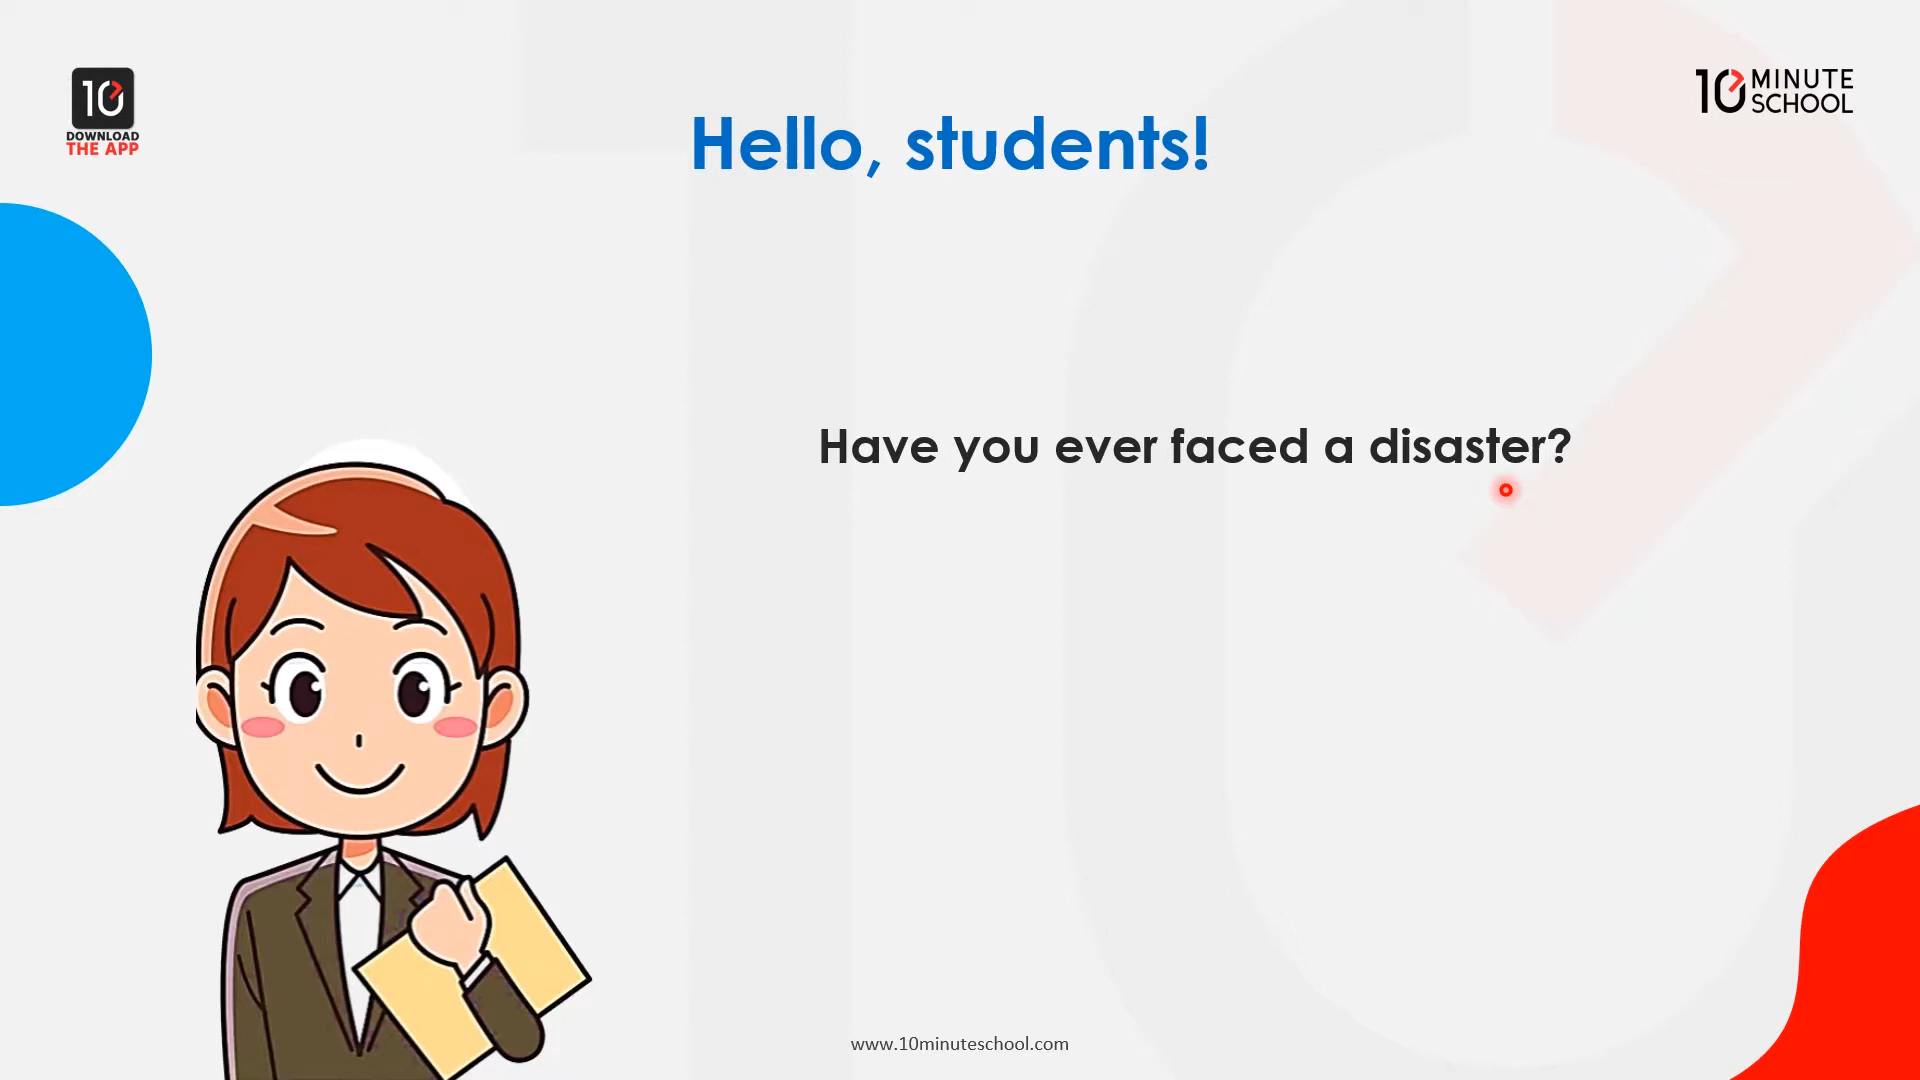 10
DOWNLOAD
THE APP
10 MINUTE
SCHOOL
Hello, students!
Have you ever faced a disaster?
www.10minuteschool.com